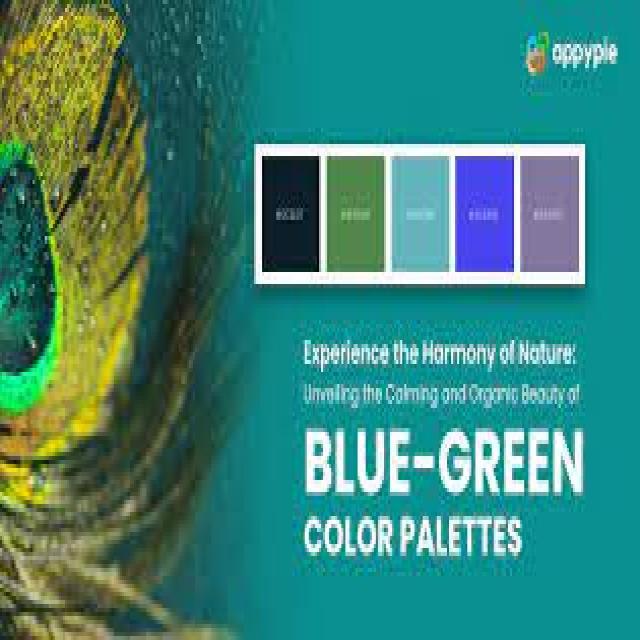 appypie
Experience the Harmony of Nature:
Unveiling the Calming and Organic Beauty of
BLUE-GREEN
COLOR PALETTES